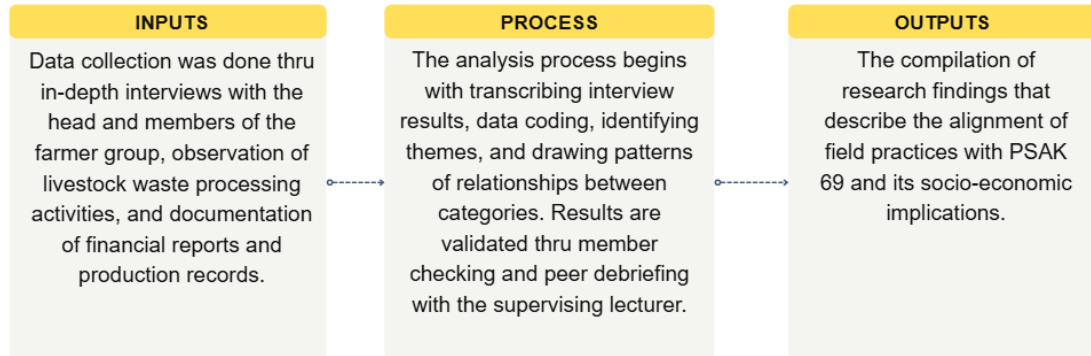 INPUTS
Data collection was done thru
in-depth interviews with the
head and members of the
farmer group, observation of
livestock waste processing
activities, and documentation
of financial reports and
production records.
PROCESS
The analysis process begins
with transcribing interview
results, data coding, identifying
themes, and drawing patterns
of relationships between
categories. Results are
validated thru member
checking and peer debriefing
with the supervising lecturer.
OUTPUTS
The compilation of
research findings that
describe the alignment of
field practices with PSAK
69 and its socio-economic
implications.